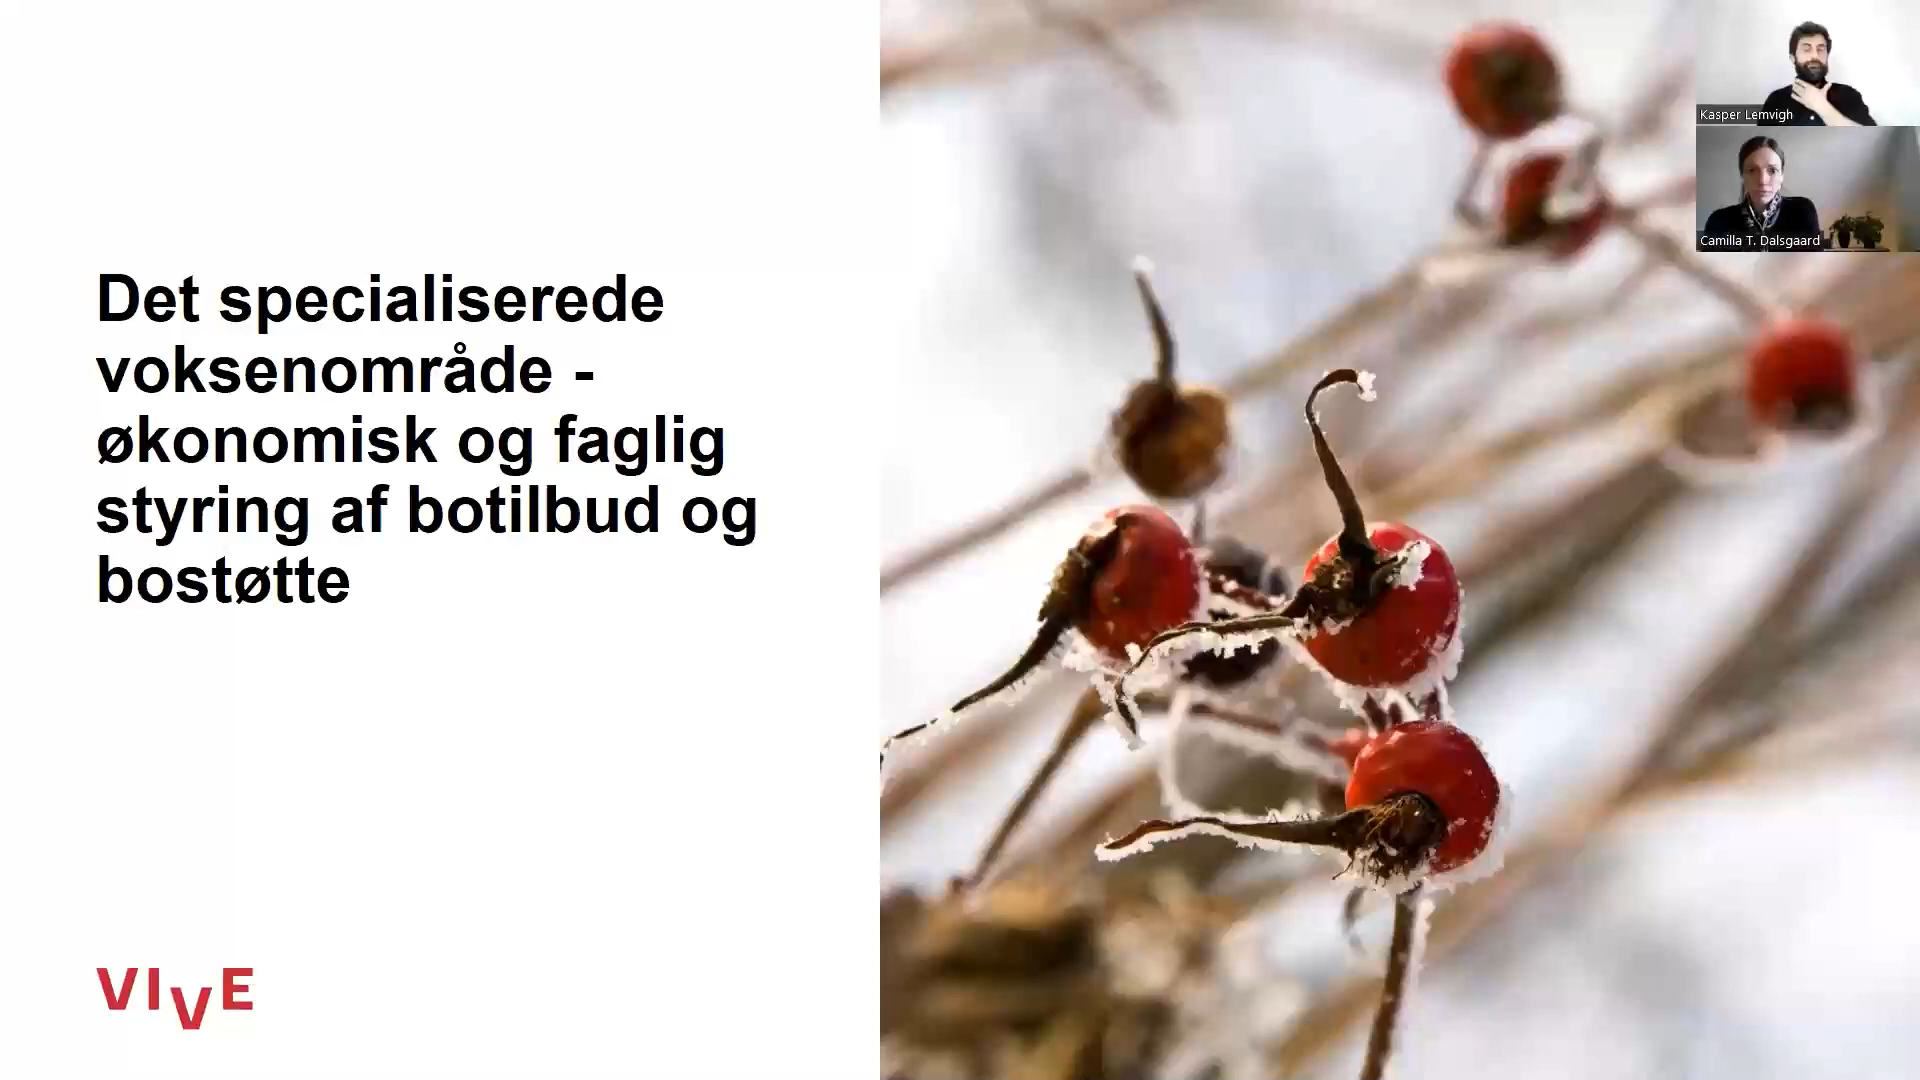 Det specialiserede
voksenområde -
økonomisk og faglig
styring af botilbud og
bostøtte
VIVE
Kasper Lemvigh
Camilla T. Dalsgaard